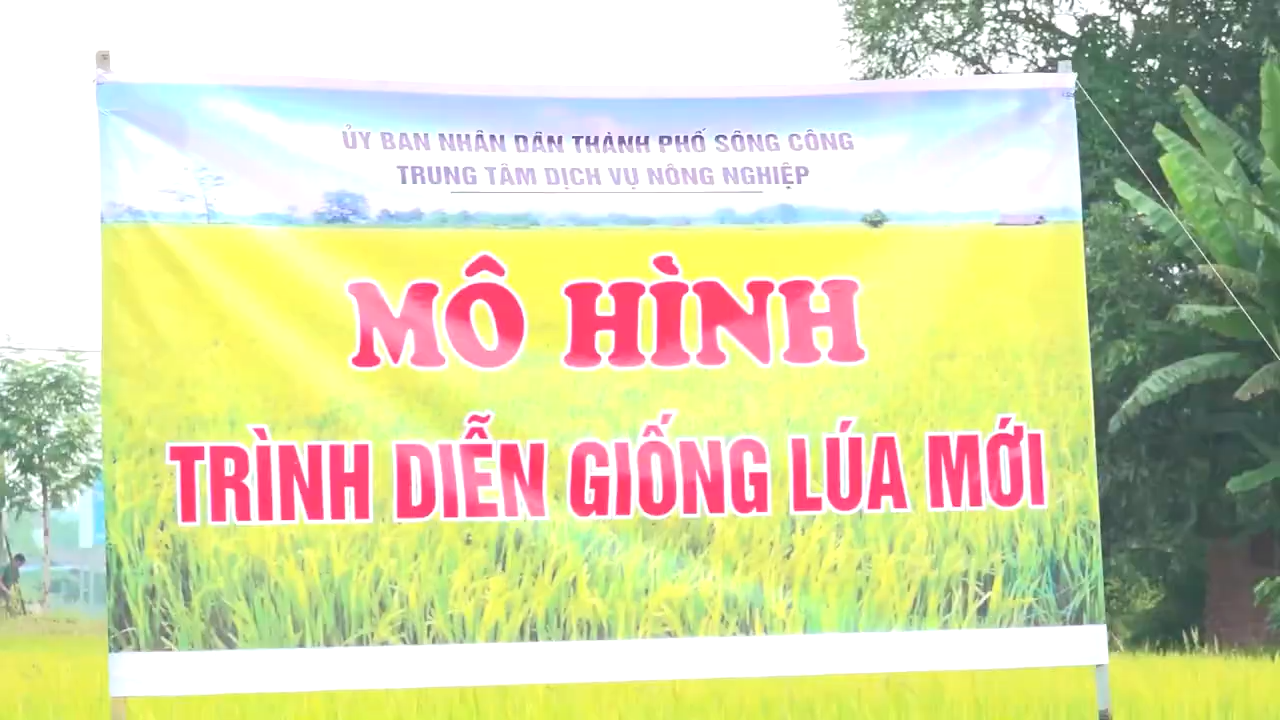 ỦY BAN NHÂN DÂN THÀNH PHỐ SÔNG CÔNG
TRUNG TÂM DỊCH VỤ NÔNG NGHIỆP
MÔ HÌNH
TRÌNH DIỄN GIỐNG LÚA MỚI